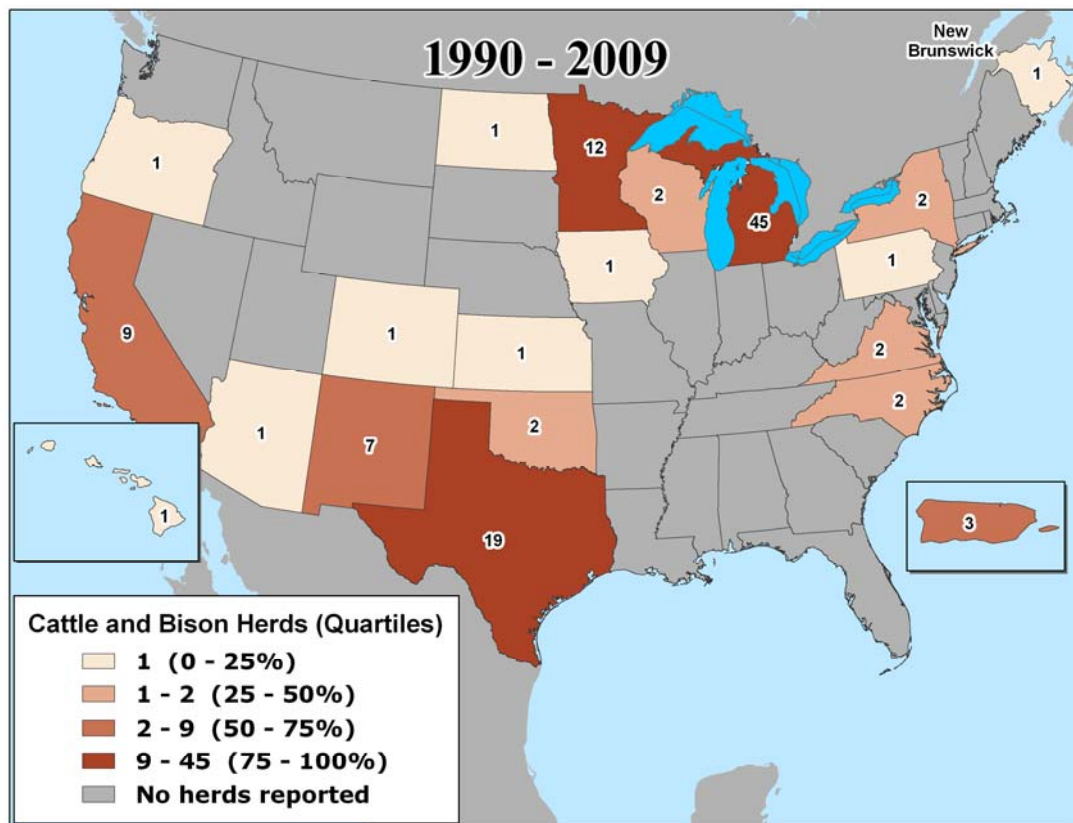 New
Brunswick
1990 - 2009
1
1
1
12
2
45
2
1
1
9
1
1
2
2
1
7
2
1
19
3
Cattle and Bison Herds (Quartiles)
1 (0 - 25%)
1 - 2 (25 - 50%)
2 - 9 (50 - 75%)
9 - 45 (75 - 100%)
No herds reported